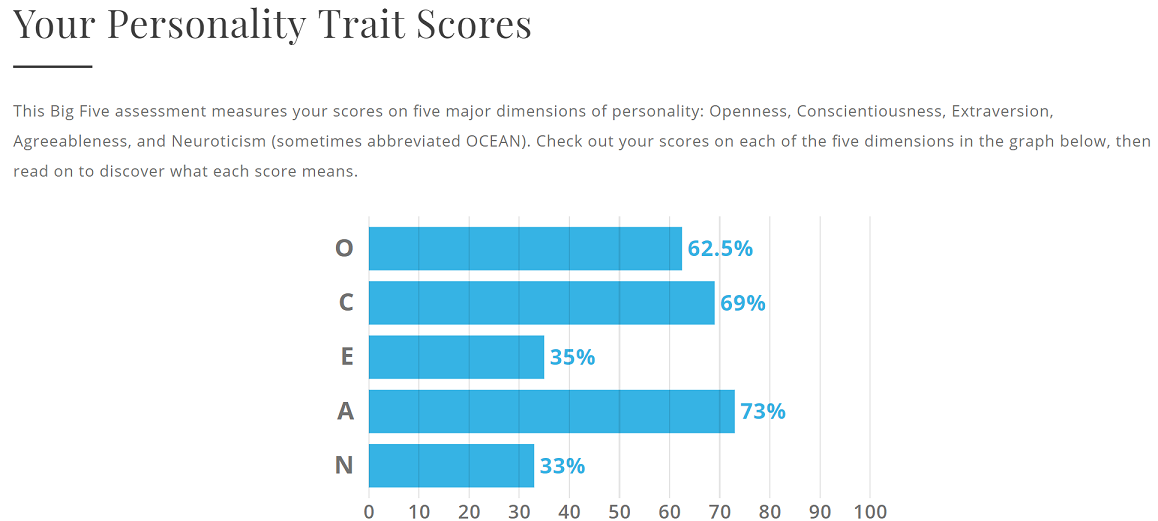 Your Personality Trait Scores
This Big Five assessment measures your scores on five major dimensions of personality: Openness, Conscientiousness, Extraversion,
Agreeableness, and Neuroticism (sometimes abbreviated OCEAN). Check out your scores on each of the five dimensions in the graph below, then
read on to discover what each score means.
O 62.5%
C 69%
E 35%
A 73%
N 33%
0 10 20 30 40 50 60 70 80 90 100